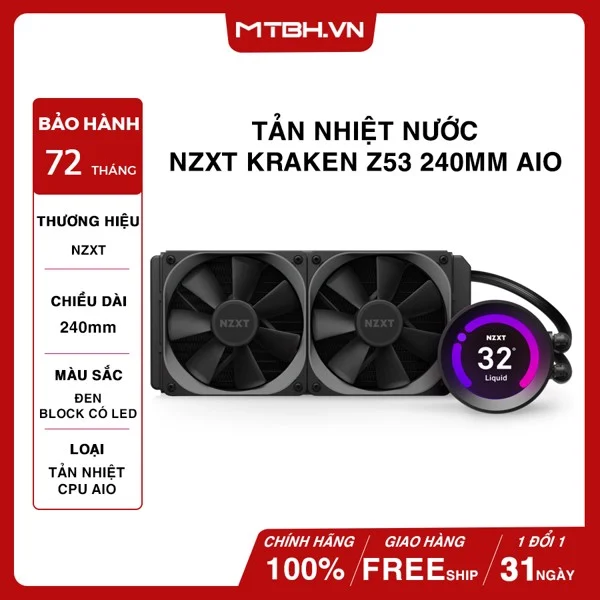 MTBH.VN
TẢN NHIỆT NƯỚC
NZXT KRAKEN Z53 240MM AIO
BẢO HÀNH
72 THÁNG
THƯƠNG HIỆU
NZXT
CHIỀU DÀI
240mm
MÀU SẮC
ĐEN
BLOCK CÓ LED
LOẠI
TẢN NHIỆT
CPU AIO
NZXT
NZXT
NZXT
32°
Liquid
CHÍNH HÃNG
100%
GIAO HÀNG
FREESHIP
1 ĐỔI 1
31 NGÀY